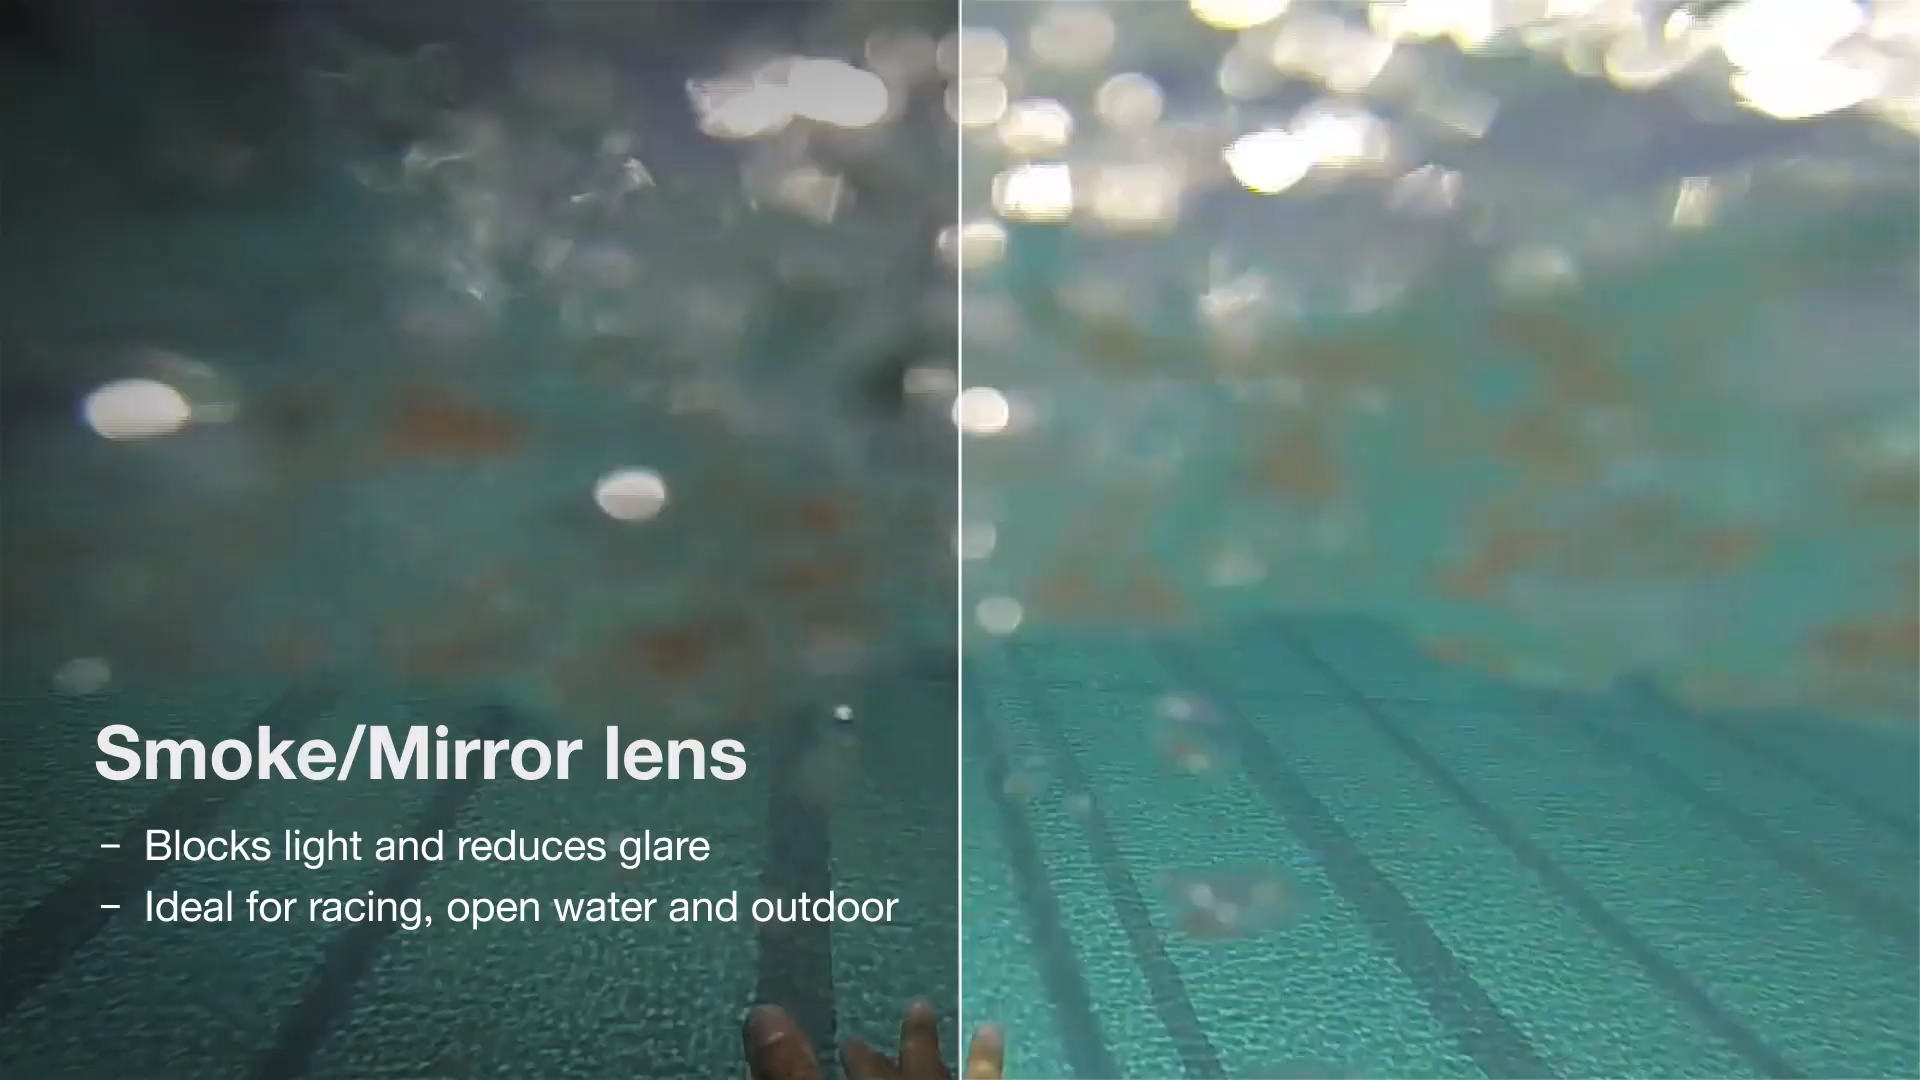 Smoke/Mirror lens
– Blocks light and reduces glare
– Ideal for racing, open water and outdoor